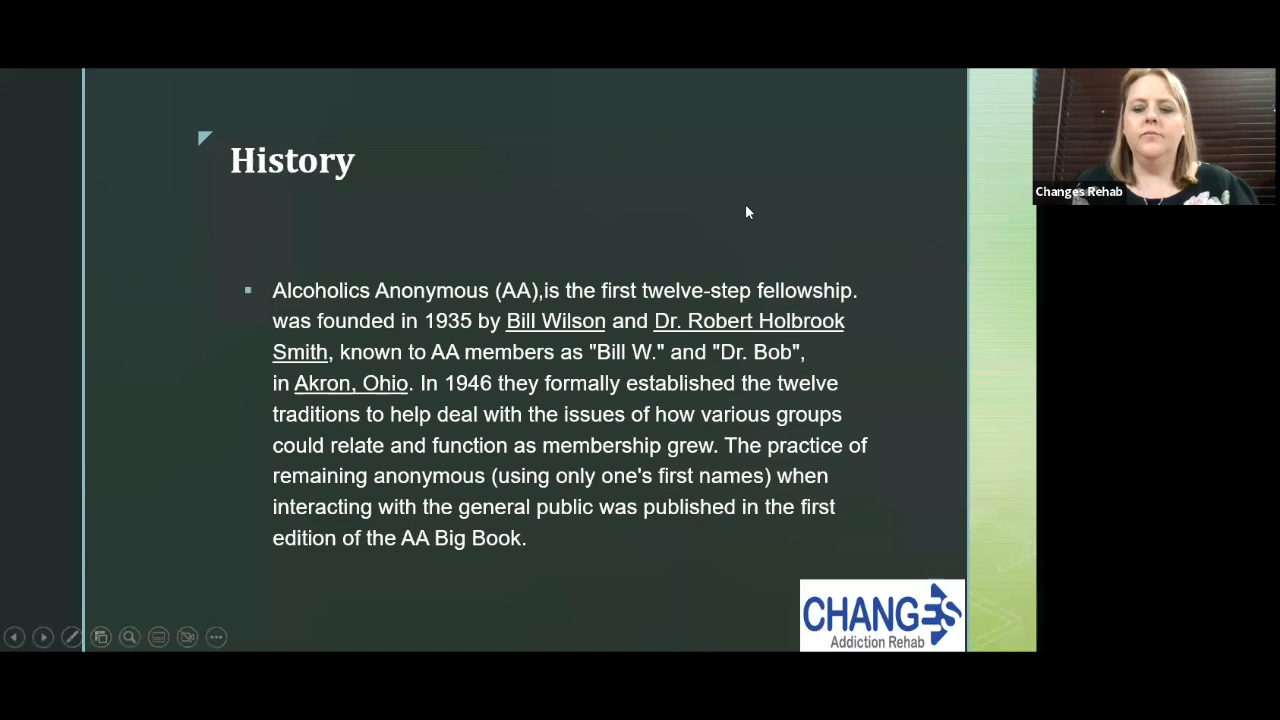 History
Alcoholics Anonymous (AA),is the first twelve-step fellowship.
was founded in 1935 by Bill Wilson and Dr. Robert Holbrook
Smith, known to AA members as "Bill W." and "Dr. Bob",
in Akron, Ohio. In 1946 they formally established the twelve
traditions to help deal with the issues of how various groups
could relate and function as membership grew. The practice of
remaining anonymous (using only one's first names) when
interacting with the general public was published in the first
edition of the AA Big Book.
Changes Rehab
CHANGES
Addiction Rehab